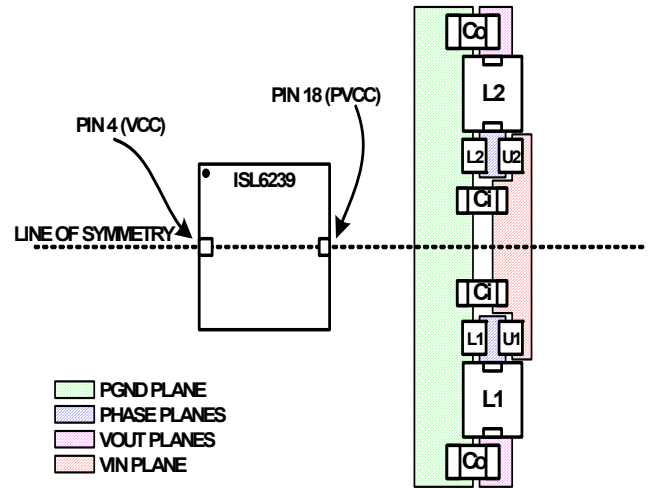 Co
L2
PIN 18 (PVCC)
PIN 4 (VCC)
L2
U2
ISL6239
Ci
LINE OF SYMMETRY
Ci
L1
U1
PGND PLANE
L1
PHASE PLANES
VOUT PLANES
Co
VIN PLANE